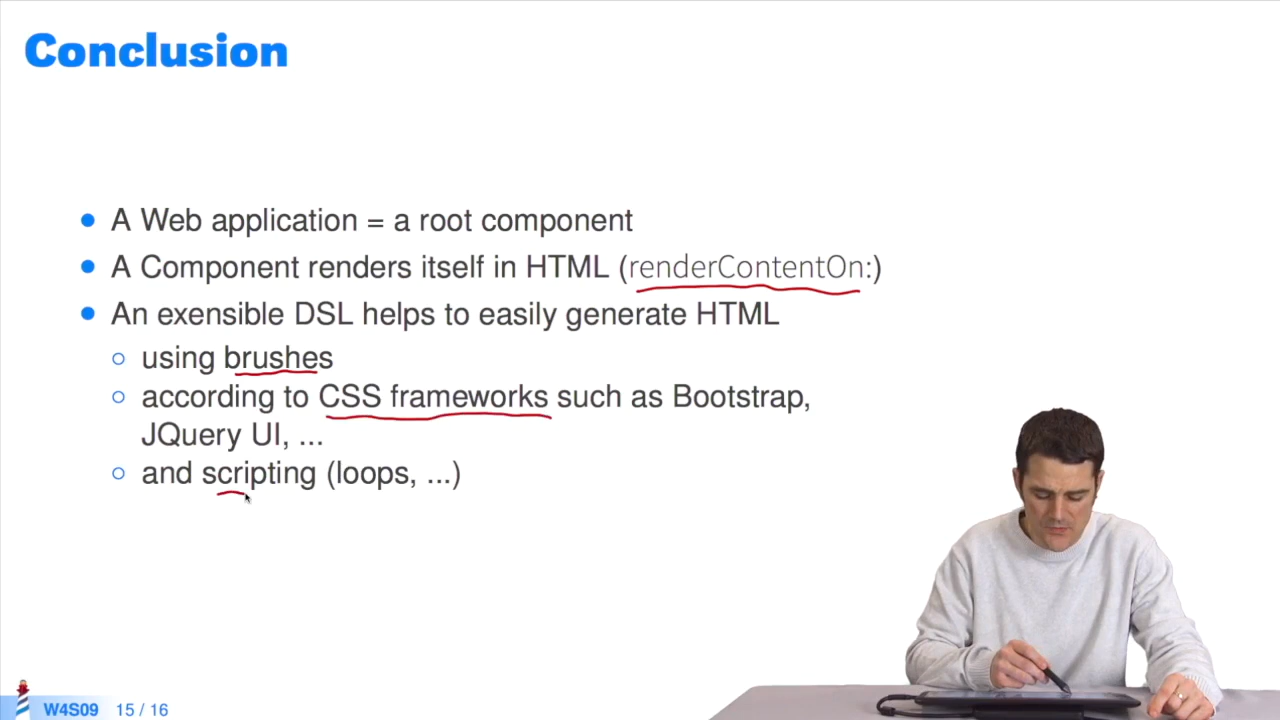 Conclusion
A Web application = a root component
A Component renders itself in HTML (renderContentOn:)
An exensible DSL helps to easily generate HTML
using brushes
according to CSS frameworks such as Bootstrap,
JQuery UI, ...
and scripting (loops, ...)
W4S09 15 / 16